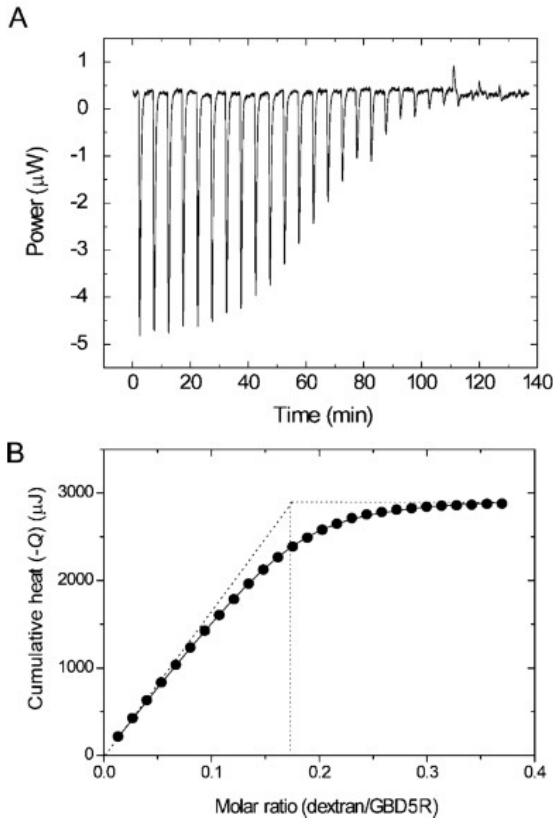 A
1
0
-1
-2
-3
-4
-5
Power (μW)
0 20 40 60 80 100 120 140
Time (min)
B
3000
2000
1000
0
Cumulative heat (-Q) (μJ)
0.0 0.1 0.2 0.3 0.4
Molar ratio (dextran/GBD5R)